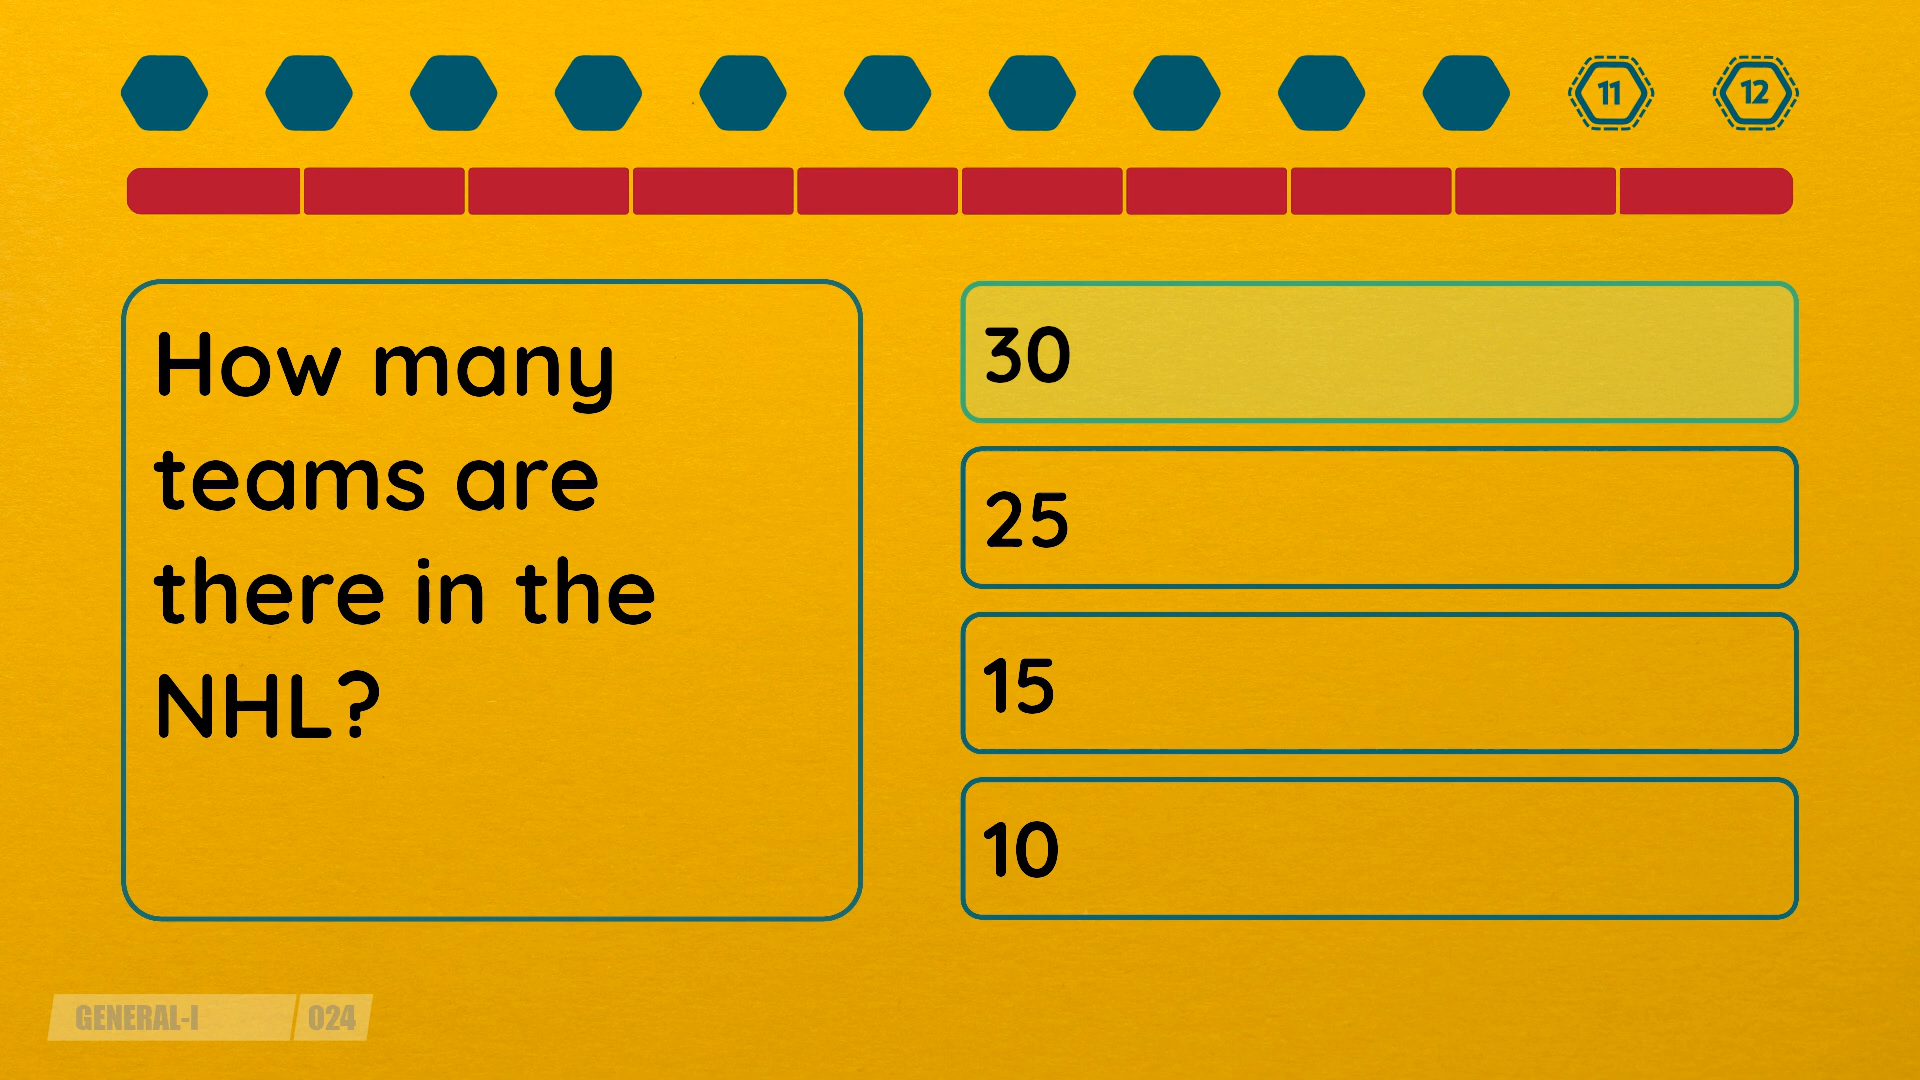 11
12
How many
teams are
there in the
NHL?
30
25
15
10
GENERAL-I 024